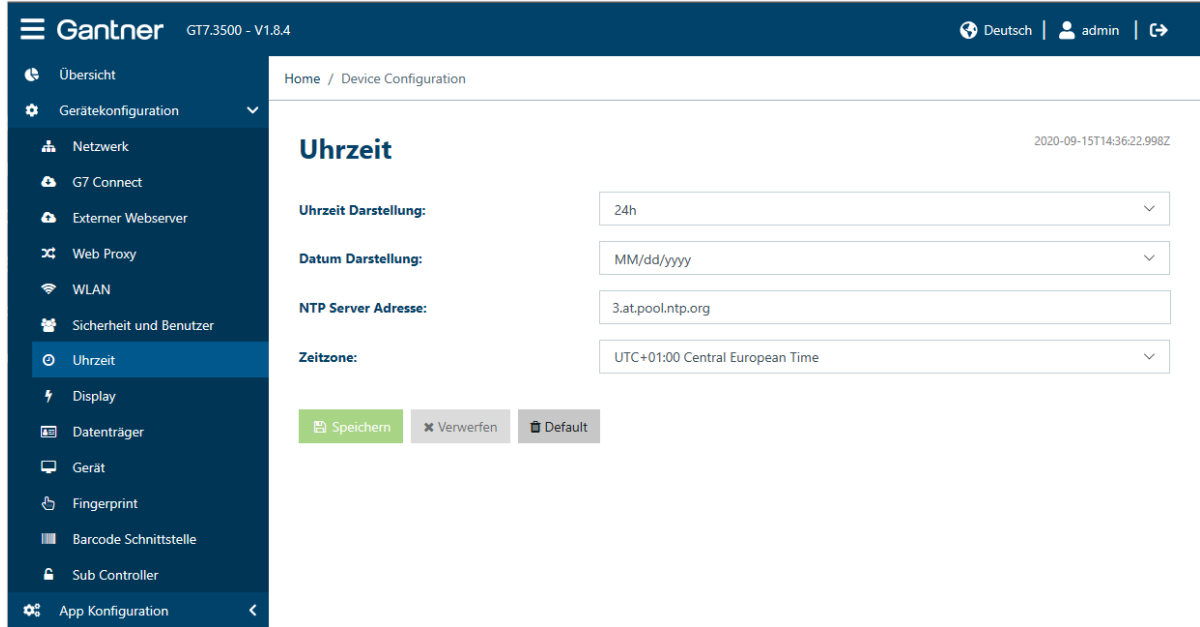 Gantner GT7.3500 - V1.8.4 Deutsch admin
Übersicht
Gerätekonfiguration
Netzwerk
G7 Connect
Externer Webserver
Web Proxy
WLAN
Sicherheit und Benutzer
Uhrzeit
Display
Datenträger
Gerät
Fingerprint
Barcode Schnittstelle
Sub Controller
App Konfiguration
Home / Device Configuration
Uhrzeit 2020-09-15T14:36:22.998Z
Uhrzeit Darstellung: 24h
Datum Darstellung: MM/dd/yyyy
NTP Server Adresse: 3.at.pool.ntp.org
Zeitzone: UTC+01:00 Central European Time
Speichern Verwerfen Default